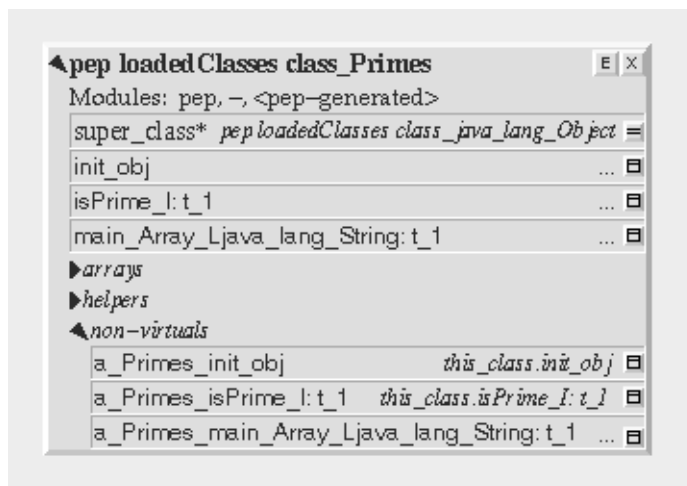 pep loadedClasses class_Primes E X
Modules: pep, –, <pep–generated>
super_class* pep loadedClasses class_java_lang_Object =
init_obj ...
isPrime_I: t_1 ...
main_Array_Ljava_lang_String: t_1 ...
arrays
helpers
non–virtuals
a_Primes_init_obj this_class.init_obj
a_Primes_isPrime_I: t_1 this_class.isPrime_I: t_1
a_Primes_main_Array_Ljava_lang_String: t_1 ...